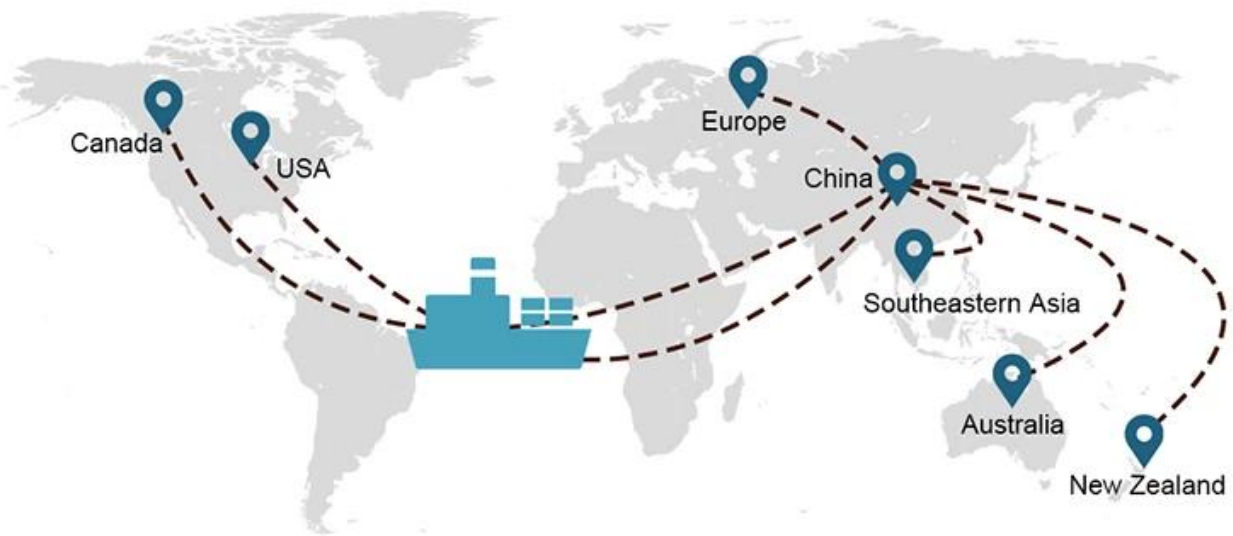 Europe
Canada
USA
China
Southeastern Asia
Australia
New Zealand